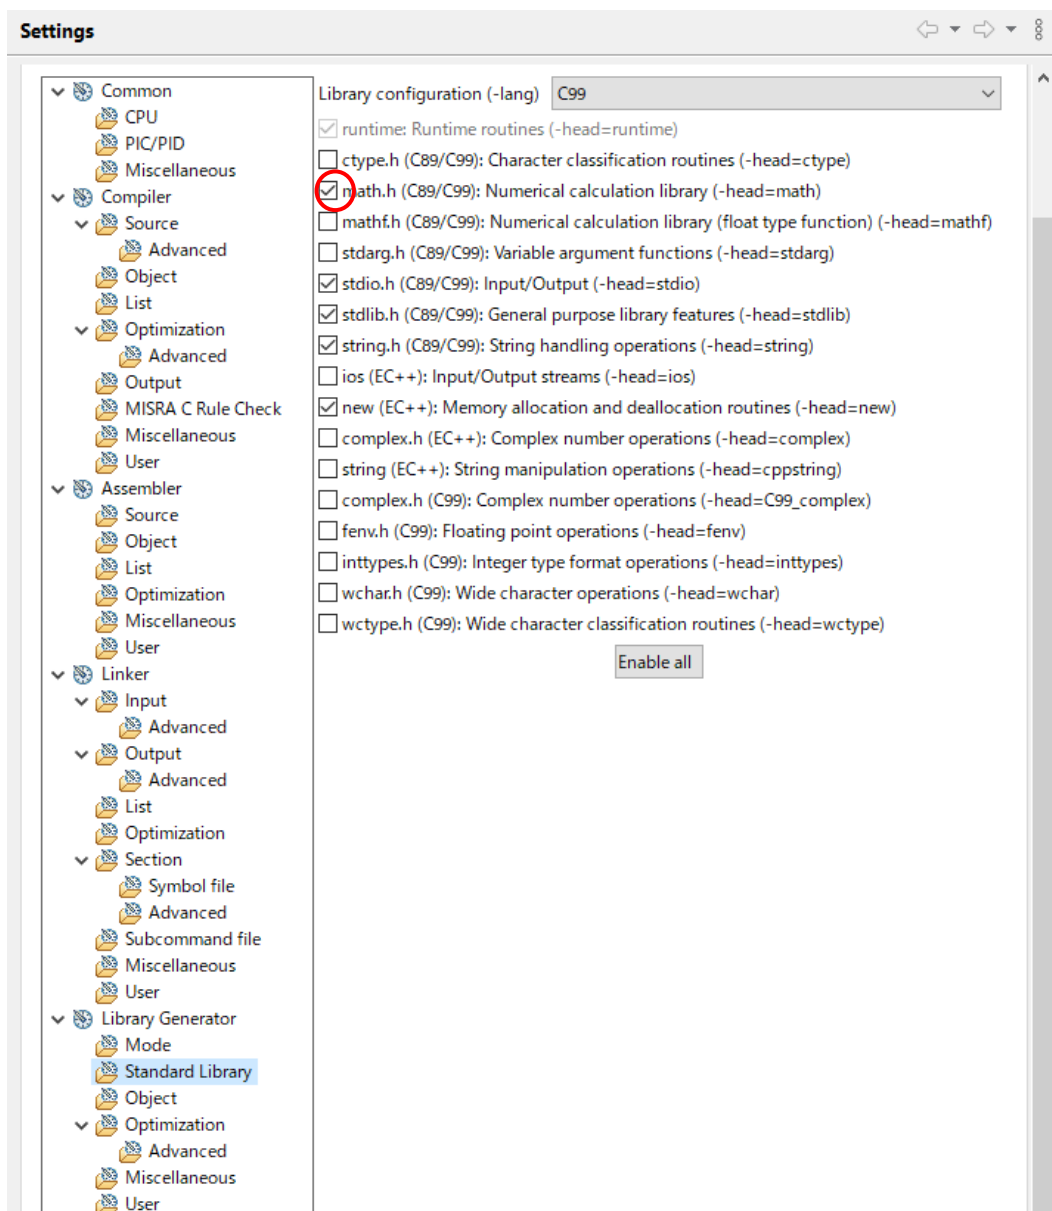 Settings
Common
CPU
PIC/PID
Miscellaneous
Compiler
Source
Advanced
Object
List
Optimization
Advanced
Output
MISRA C Rule Check
Miscellaneous
User
Assembler
Source
Object
List
Optimization
Miscellaneous
User
Linker
Input
Advanced
Output
Advanced
List
Optimization
Section
Symbol file
Advanced
Subcommand file
Miscellaneous
User
Library Generator
Mode
Standard Library
Object
Optimization
Advanced
Miscellaneous
User
Library configuration (-lang) C99
runtime: Runtime routines (-head=runtime)
ctype.h (C89/C99): Character classification routines (-head=ctype)
math.h (C89/C99): Numerical calculation library (-head=math)
mathf.h (C89/C99): Numerical calculation library (float type function) (-head=mathf)
stdarg.h (C89/C99): Variable argument functions (-head=stdarg)
stdio.h (C89/C99): Input/Output (-head=stdio)
stdlib.h (C89/C99): General purpose library features (-head=stdlib)
string.h (C89/C99): String handling operations (-head=string)
ios (EC++): Input/Output streams (-head=ios)
new (EC++): Memory allocation and deallocation routines (-head=new)
complex.h (EC++): Complex number operations (-head=complex)
string (EC++): String manipulation operations (-head=cppstring)
complex.h (C99): Complex number operations (-head=C99_complex)
fenv.h (C99): Floating point operations (-head=fenv)
inttypes.h (C99): Integer type format operations (-head=inttypes)
wchar.h (C99): Wide character operations (-head=wchar)
wctype.h (C99): Wide character classification routines (-head=wctype)
Enable all